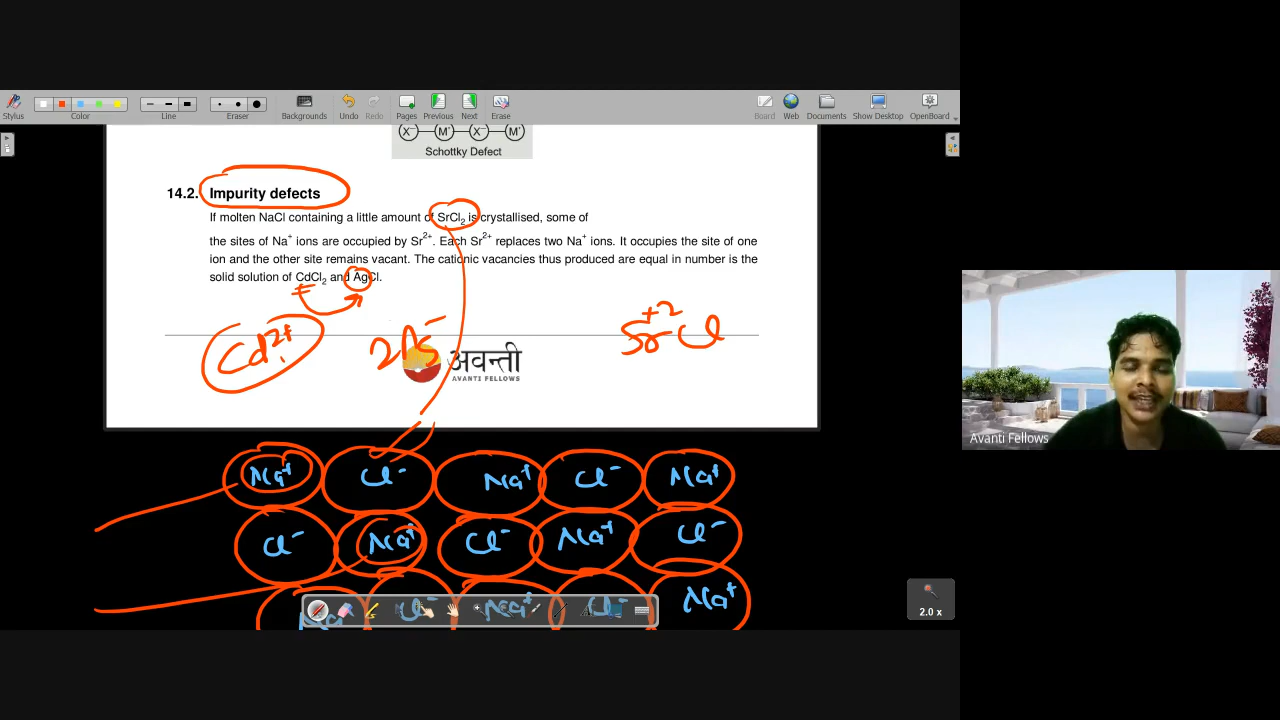 Stylus
Color
Line
Eraser
Backgrounds
Undo
Redo
Pages
Previous
Next
Erase
Board
Web
Documents
Show Desktop
OpenBoard
X⁻ M⁺ X⁻ M⁺
Schottky Defect
14.2. Impurity defects
If molten NaCl containing a little amount of SrCl₂ is crystallised, some of
the sites of Na⁺ ions are occupied by Sr²⁺. Each Sr²⁺ replaces two Na⁺ ions. It occupies the site of one
ion and the other site remains vacant. The cationic vacancies thus produced are equal in number is the
solid solution of CdCl₂ and AgCl.
Cd²⁺
Sr⁺² Cl
अवन्ती
AVANTI FELLOWS
Na⁺ Cl⁻ Na⁺ Cl⁻ Na⁺
Cl⁻ Na⁺ Cl⁻ Na⁺ Cl⁻
Na Cl⁻ Na⁺ Cl⁻ Na⁺
Avanti Fellows
2.0 x